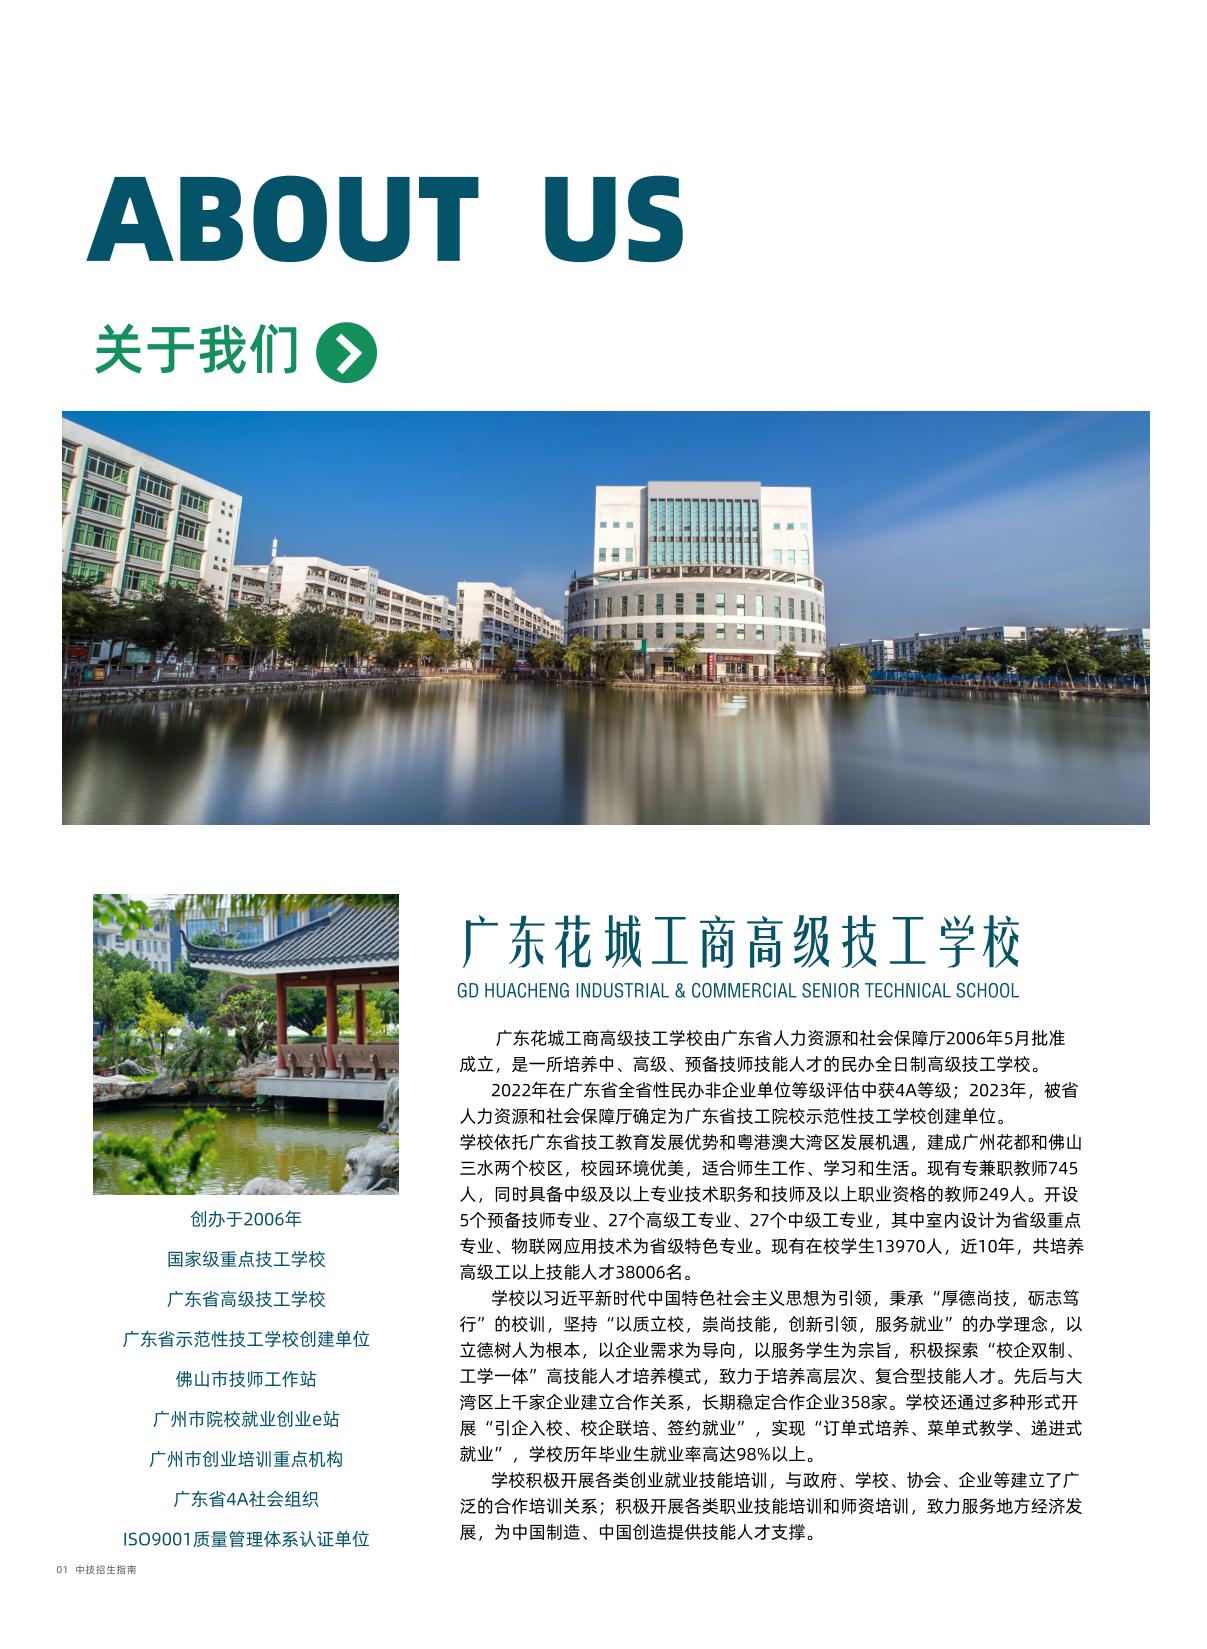 ABOUT US
关于我们
创办于2006年
国家级重点技工学校
广东省高级技工学校
广东省示范性技工学校创建单位
佛山市技师工作站
广州市院校就业创业e站
广州市创业培训重点机构
广东省4A社会组织
ISO9001质量管理体系认证单位
广东花城工商高级技工学校
GD HUACHENG INDUSTRIAL & COMMERCIAL SENIOR TECHNICAL SCHOOL
广东花城工商高级技工学校由广东省人力资源和社会保障厅2006年5月批准
成立，是一所培养中、高级、预备技师技能人才的民办全日制高级技工学校。
2022年在广东省全省性民办非企业单位等级评估中获4A等级；2023年，被省
人力资源和社会保障厅确定为广东省技工院校示范性技工学校创建单位。
学校依托广东省技工教育发展优势和粤港澳大湾区发展机遇，建成广州花都和佛山
三水两个校区，校园环境优美，适合师生工作、学习和生活。现有专兼职教师745
人，同时具备中级及以上专业技术职务和技师及以上职业资格的教师249人。开设
5个预备技师专业、27个高级工专业、27个中级工专业，其中室内设计为省级重点
专业、物联网应用技术为省级特色专业。现有在校学生13970人，近10年，共培养
高级工以上技能人才38006名。
学校以习近平新时代中国特色社会主义思想为引领，秉承“厚德尚技，砺志笃
行”的校训，坚持“以质立校，崇尚技能，创新引领，服务就业”的办学理念，以
立德树人为根本，以企业需求为导向，以服务学生为宗旨，积极探索“校企双制、
工学一体”高技能人才培养模式，致力于培养高层次、复合型技能人才。先后与大
湾区上千家企业建立合作关系，长期稳定合作企业358家。学校还通过多种形式开
展“引企入校、校企联培、签约就业”，实现“订单式培养、菜单式教学、递进式
就业”，学校历年毕业生就业率高达98%以上。
学校积极开展各类创业就业技能培训，与政府、学校、协会、企业等建立了广
泛的合作培训关系；积极开展各类职业技能培训和师资培训，致力服务地方经济发
展，为中国制造、中国创造提供技能人才支撑。
01 中技招生指南